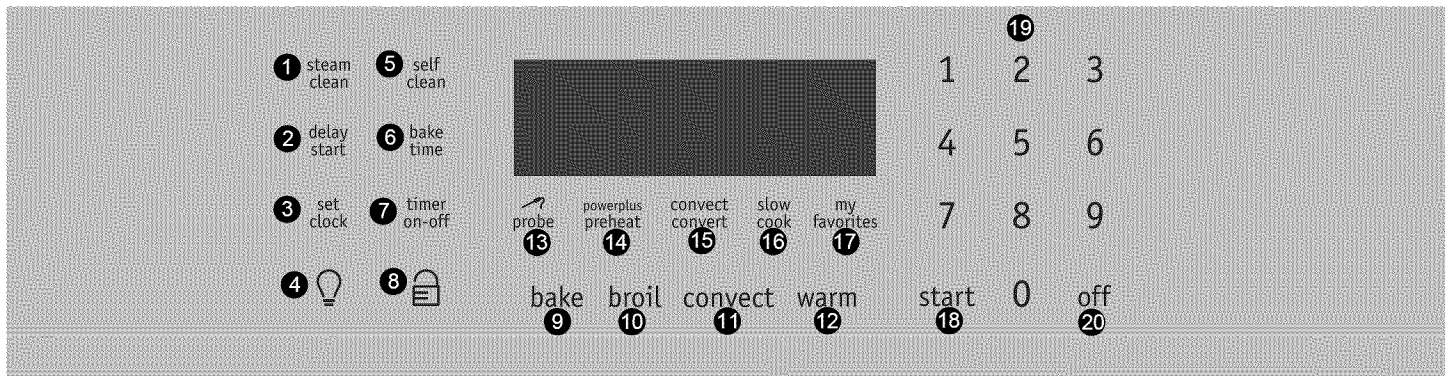 19
1 steam 5 self 1 2 3
clean clean
2 delay 6 bake 4 5 6
start time
3 set 7 timer powerplus convect slow my 7 8 9
clock on-off probe preheat convert cook favorites
13 14 15 16 17
4 8 bake broil convect warm start 0 off
9 10 11 12 18 20